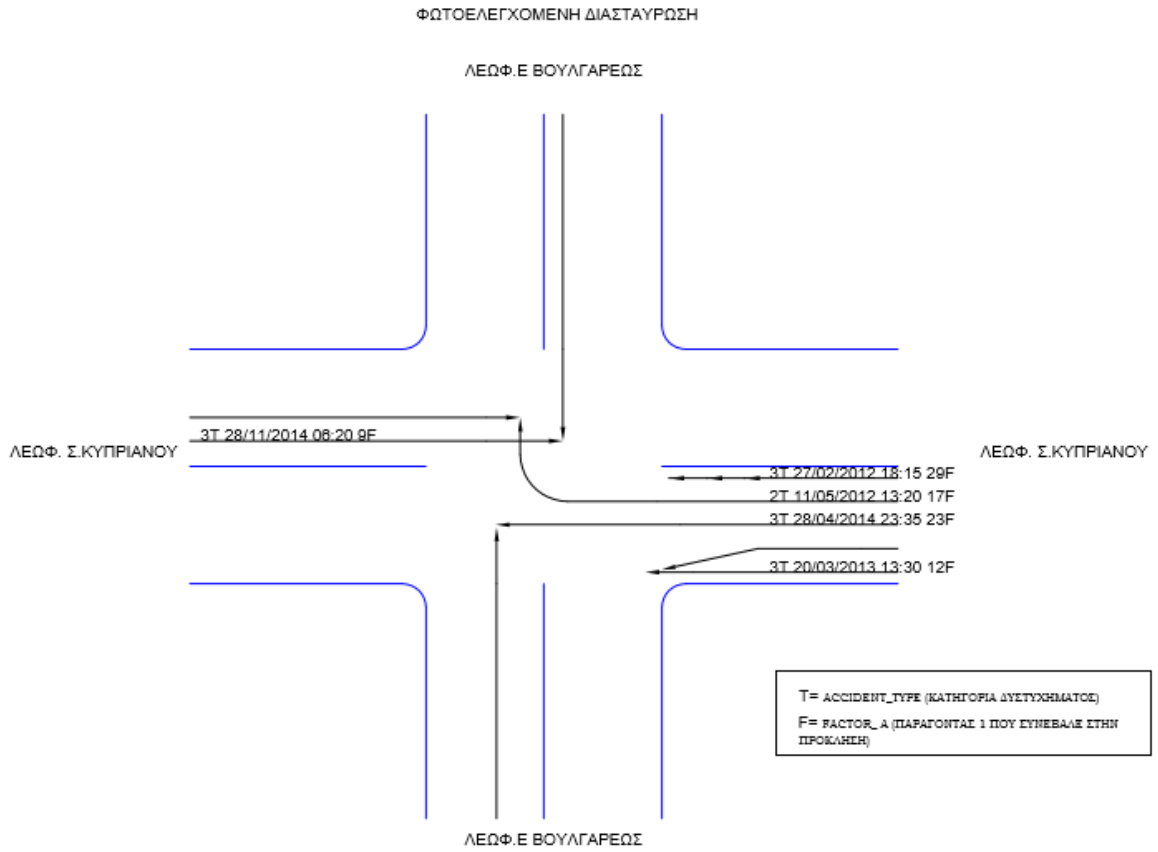 ΦΩΤΟΕΛΕΓΧΟΜΕΝΗ ΔΙΑΣΤΑΥΡΩΣΗ
ΛΕΩΦ.Ε ΒΟΥΛΓΑΡΕΩΣ
3T 28/11/2014 06:20 9F
ΛΕΩΦ. Σ.ΚΥΠΡΙΑΝΟΥ
ΛΕΩΦ. Σ.ΚΥΠΡΙΑΝΟΥ
3T 27/02/2012 18:15 29F
2T 11/05/2012 13:20 17F
3T 28/04/2014 23:35 23F
3T 20/03/2013 13:30 12F
T= ACCIDENT_TYPE (ΚΑΤΗΓΟΡΙΑ ΔΥΣΤΥΧΗΜΑΤΟΣ)
F= FACTOR_A (ΠΑΡΑΓΟΝΤΑΣ 1 ΠΟΥ ΣΥΝΕΒΑΛΕ ΣΤΗΝ
ΠΡΟΚΛΗΣΗ)
ΛΕΩΦ.Ε ΒΟΥΛΓΑΡΕΩΣ